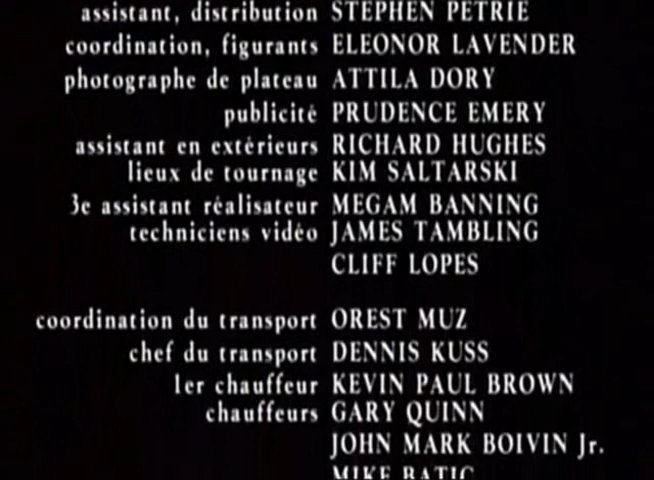 assistant, distribution STEPHEN PETRIE
coordination, figurants ELEONOR LAVENDER
photographe de plateau ATTILA DORY
publicité PRUDENCE EMERY
assistant en extérieurs RICHARD HUGHES
lieux de tournage KIM SALTARSKI
3e assistant réalisateur MEGAM BANNING
techniciens vidéo JAMES TAMBLING
CLIFF LOPES
coordination du transport OREST MUZ
chef du transport DENNIS KUSS
1er chauffeur KEVIN PAUL BROWN
chauffeurs GARY QUINN
JOHN MARK BOIVIN Jr.
MIKE